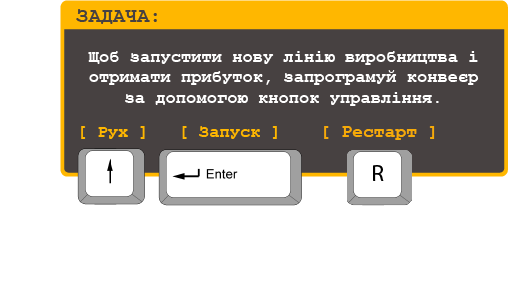 ЗАДАЧА:
Щоб запустити нову лінію виробництва і
отримати прибуток, запрограмуй конвеєр
за допомогою кнопок управління.
[ Рух ] [ Запуск ] [ Рестарт ]
Enter R